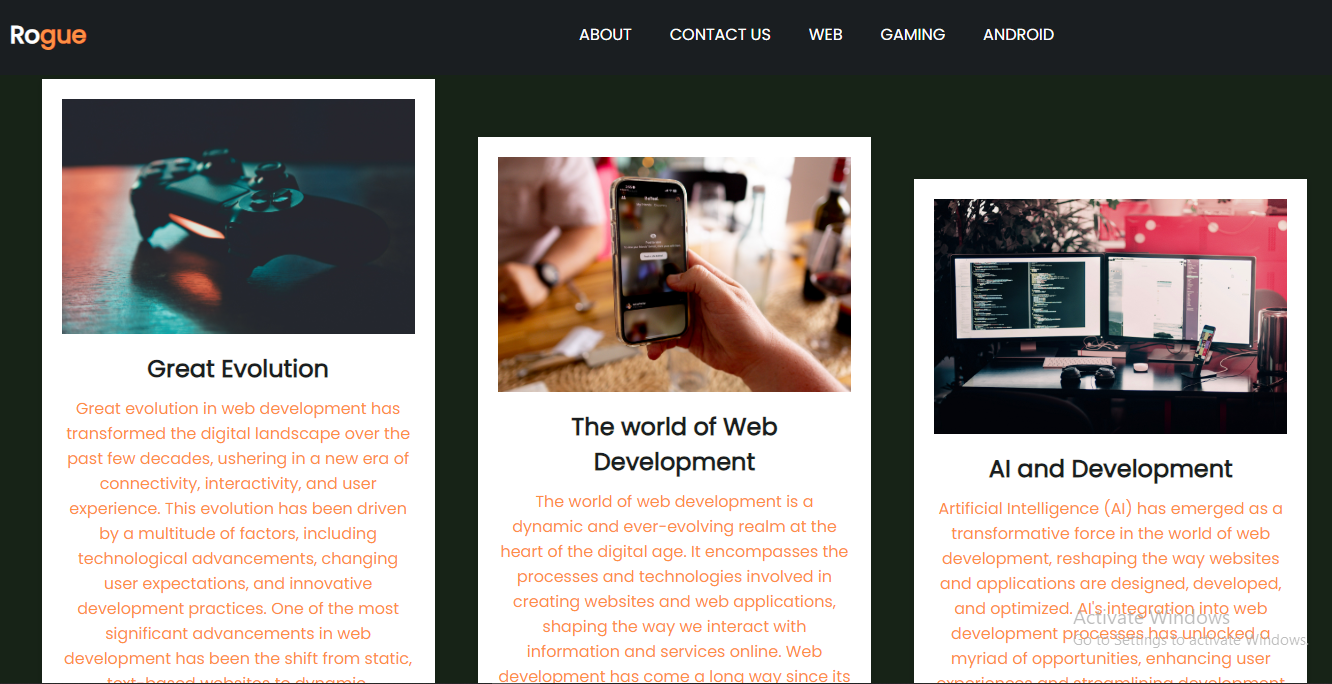 Rogue
ABOUT CONTACT US WEB GAMING ANDROID
Great Evolution
Great evolution in web development has
transformed the digital landscape over the
past few decades, ushering in a new era of
connectivity, interactivity, and user
experience. This evolution has been driven
by a multitude of factors, including
technological advancements, changing
user expectations, and innovative
development practices. One of the most
significant advancements in web
development has been the shift from static,
text-based websites to dynamic,
The world of Web
Development
The world of web development is a
dynamic and ever-evolving realm at the
heart of the digital age. It encompasses the
processes and technologies involved in
creating websites and web applications,
shaping the way we interact with
information and services online. Web
development has come a long way since its
AI and Development
Artificial Intelligence (AI) has emerged as a
transformative force in the world of web
development, reshaping the way websites
and applications are designed, developed,
and optimized. AI's integration into web
development processes has unlocked a
myriad of opportunities, enhancing user
experiences and streamlining development
Activate Windows
Go to Settings to activate Windows.